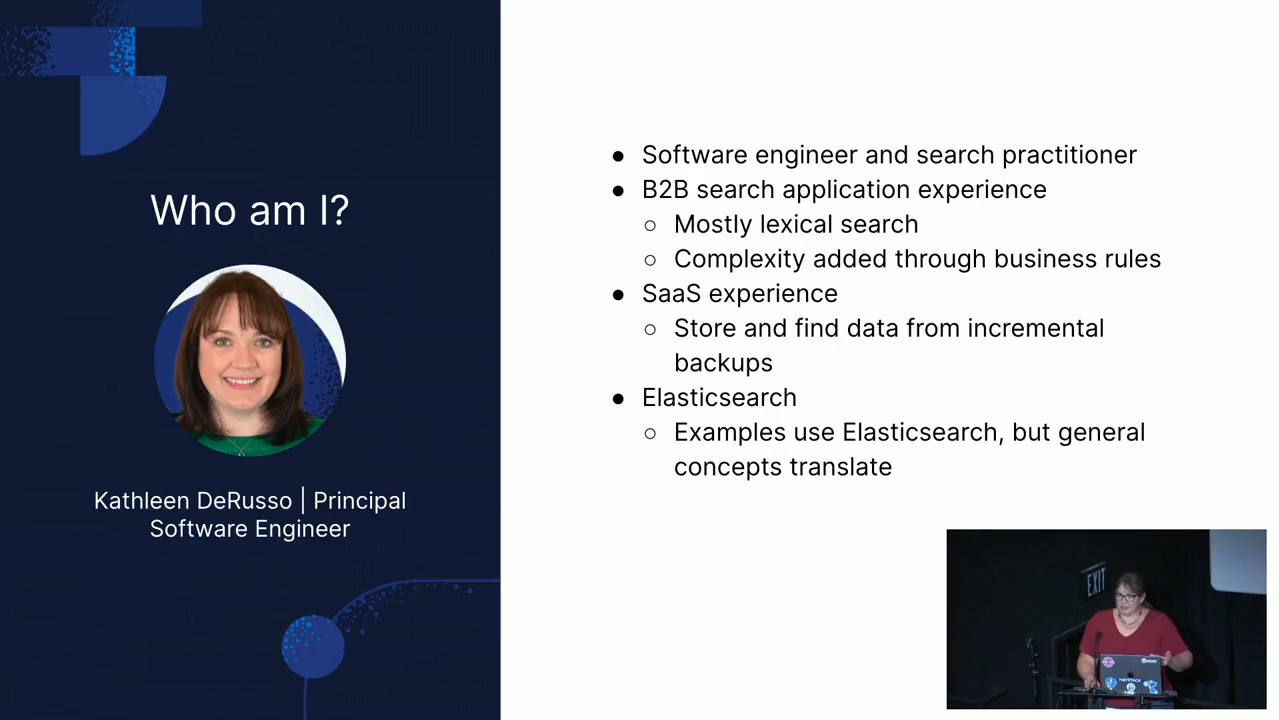 Who am I?
Kathleen DeRusso | Principal
Software Engineer
● Software engineer and search practitioner
● B2B search application experience
○ Mostly lexical search
○ Complexity added through business rules
● SaaS experience
○ Store and find data from incremental
backups
● Elasticsearch
○ Examples use Elasticsearch, but general
concepts translate
EXIT
HAYSTACK